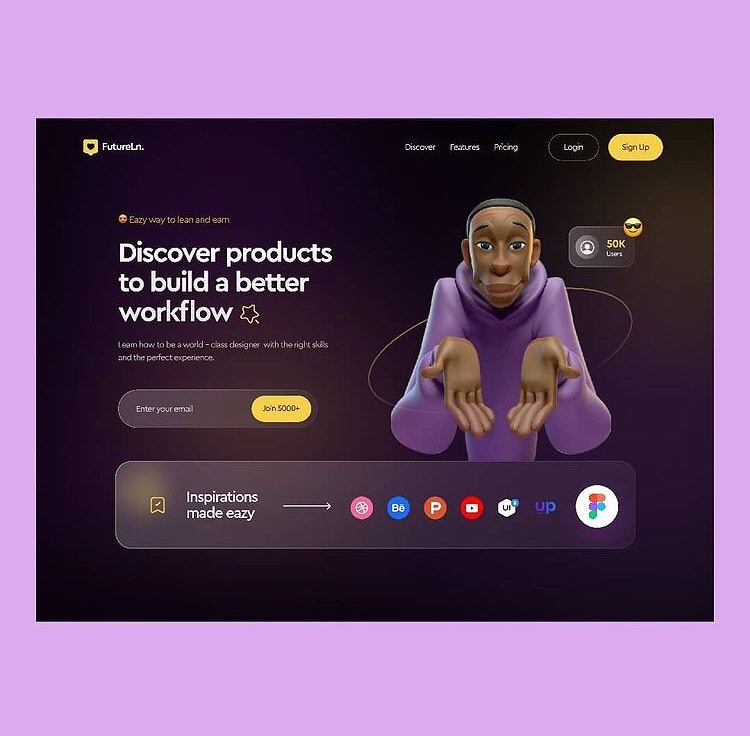 FutureLn.
Discover Features Pricing Login Sign Up
Eazy way to lean and earn
Discover products
to build a better
workflow
Learn how to be a world - class designer with the right skills
and the perfect experience.
50K
Users
Enter your email
Join 5000+
Inspirations
made eazy
Bē
P
UI
up